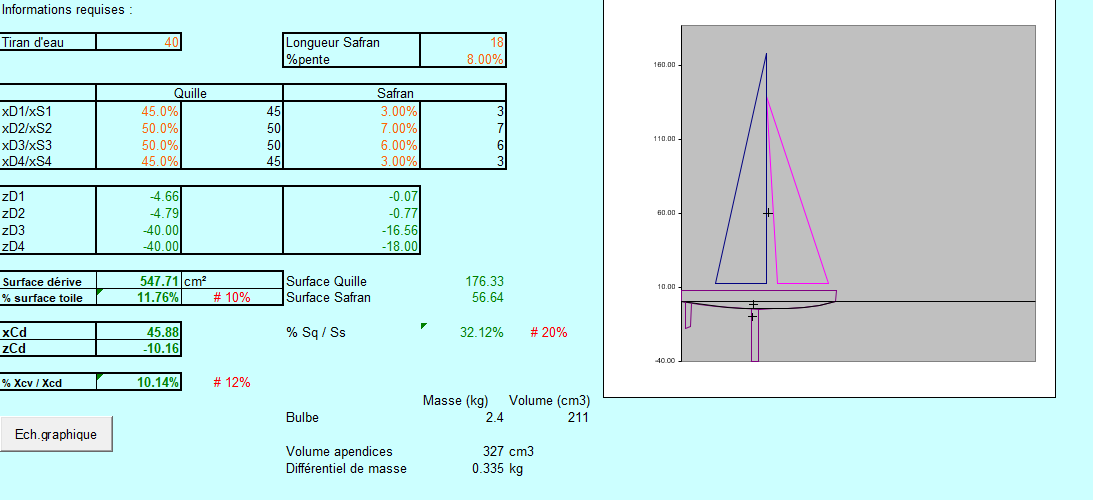 Informations requises :
Tiran d'eau 40 Longueur Safran 18
%pente 8.00%
Quille Safran
xD1/xS1 45.0% 45 3.00% 3
xD2/xS2 50.0% 50 7.00% 7
xD3/xS3 50.0% 50 6.00% 6
xD4/xS4 45.0% 45 3.00% 3
zD1 -4.66 -0.07
zD2 -4.79 -0.77
zD3 -40.00 -16.56
zD4 -40.00 -18.00
Surface dérive 547.71 cm² Surface Quille 176.33
% surface toile 11.76% # 10% Surface Safran 56.64
xCd 45.88 % Sq / Ss 32.12% # 20%
zCd -10.16
% Xcv / Xcd 10.14% # 12%
Masse (kg) Volume (cm3)
Bulbe 2.4 211
Ech.graphique
Volume apendices 327 cm3
Différentiel de masse 0.335 kg
160.00
110.00
60.00
10.00
-40.00